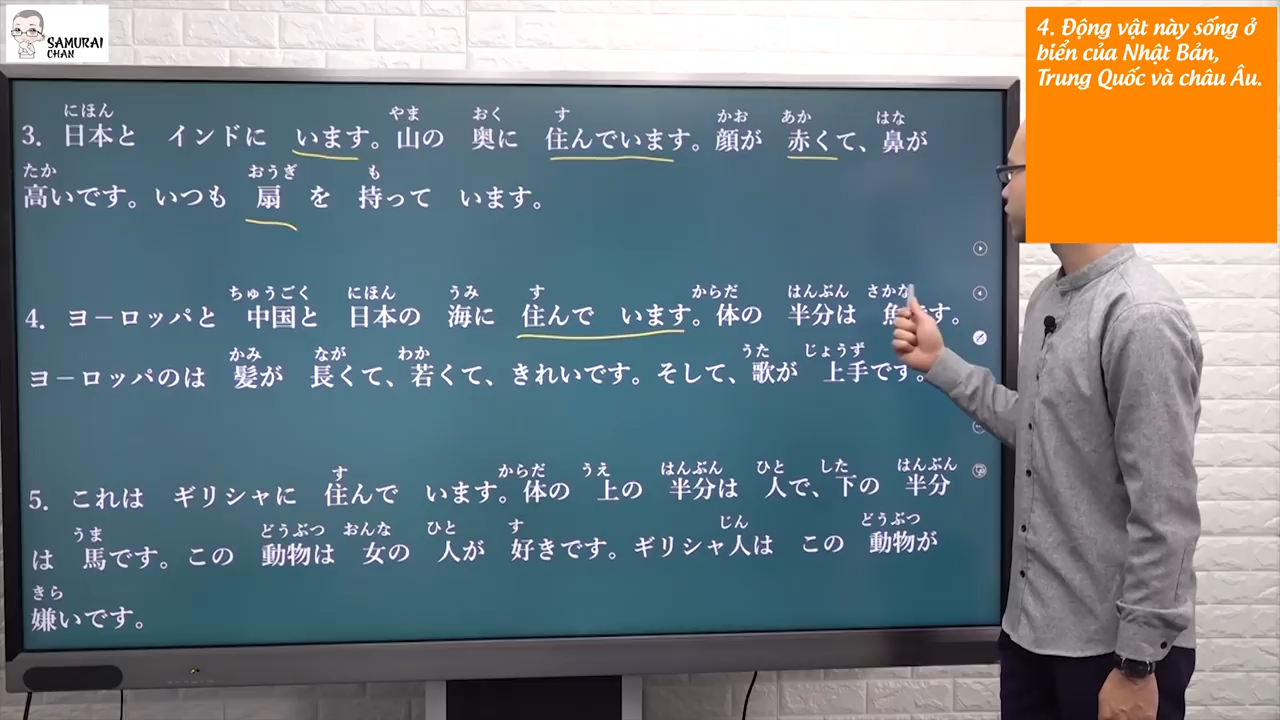 SAMURAI
CHAN
4. Động vật này sống ở
biển của Nhật Bản,
Trung Quốc và châu Âu.
にほん やま おく す かお あか はな
3. 日本と インドに います。山の 奥に 住んでいます。顔が 赤くて、鼻が
たか おうぎ も
高いです。いつも 扇 を 持って います。
ちゅうごく にほん うみ す からだ はんぶん さかな
4. ヨーロッパと 中国と 日本の 海に 住んで います。体の 半分は 魚です。
かみ なが わか うた じょうず
ヨーロッパのは 髪が 長くて、若くて、きれいです。そして、歌が 上手です。
す からだ うえ はんぶん ひと した はんぶん
5. これは ギリシャに 住んで います。体の 上の 半分は 人で、下の 半分
うま どうぶつ おんな ひと す じん どうぶつ
は 馬です。この 動物は 女の 人が 好きです。ギリシャ人は この 動物が
きら
嫌いです。